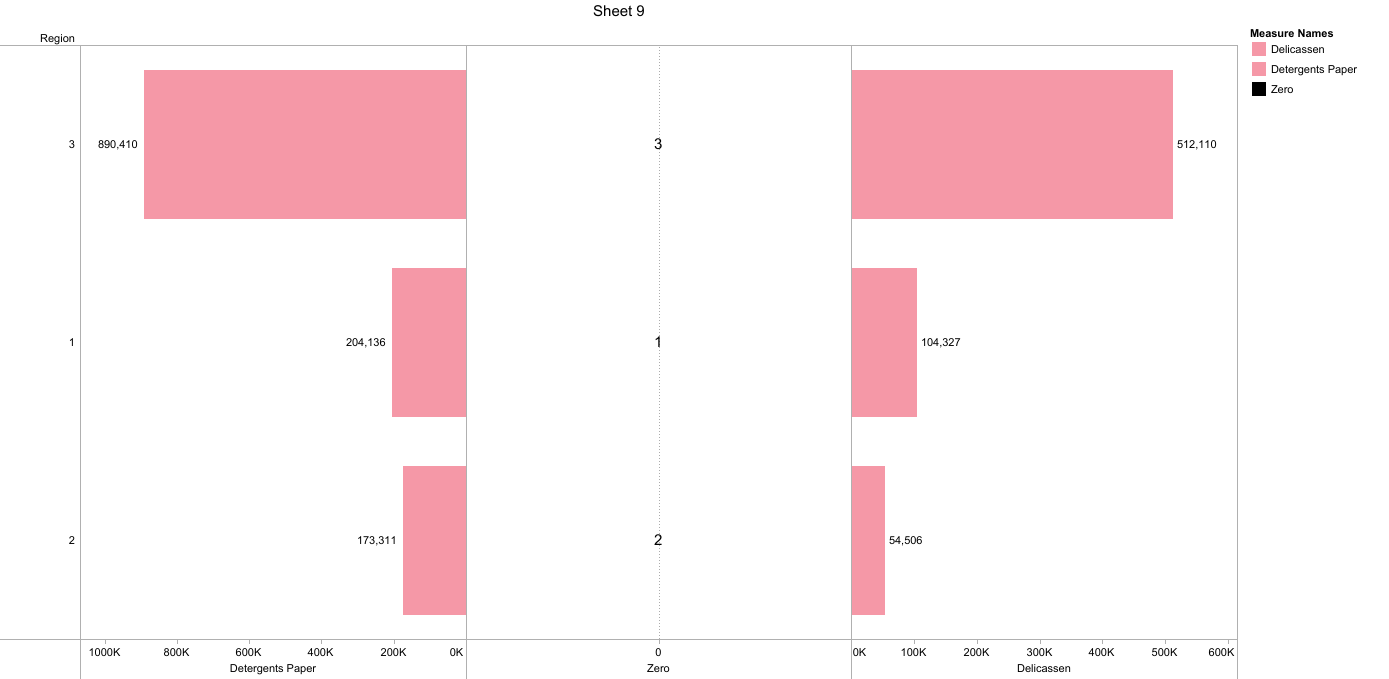 Sheet 9
Region
Measure Names
Delicassen
Detergents Paper
Zero
3 890,410 3 512,110
1 204,136 1 104,327
2 173,311 2 54,506
1000K 800K 600K 400K 200K 0K 0 0K 100K 200K 300K 400K 500K 600K
Detergents Paper Zero Delicassen